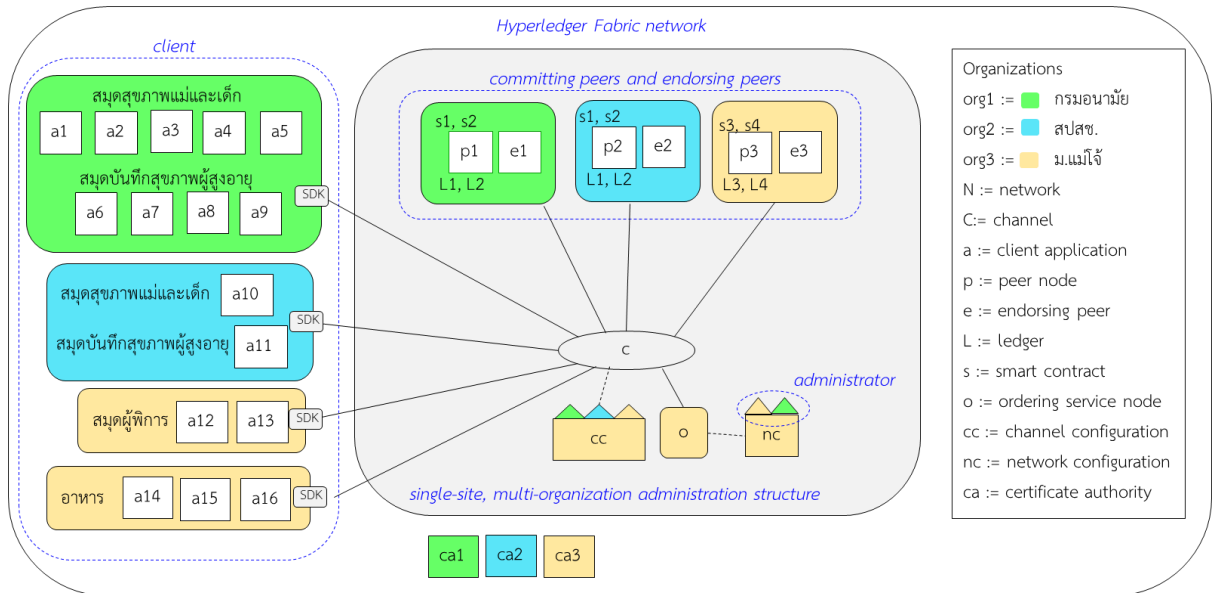 Hyperledger Fabric network
client
สมุดสุขภาพแม่และเด็ก
a1 a2 a3 a4 a5
สมุดบันทึกสุขภาพผู้สูงอายุ
SDK
a6 a7 a8 a9
สมุดสุขภาพแม่และเด็ก a10
SDK
สมุดบันทึกสุขภาพผู้สูงอายุ a11
สมุดผู้พิการ a12 a13 SDK
อาหาร a14 a15 a16 SDK
committing peers and endorsing peers
s1, s2
p1 e1
L1, L2
s1, s2
p2 e2
L1, L2
s3, s4
p3 e3
L3, L4
c
administrator
cc o nc
single-site, multi-organization administration structure
ca1 ca2 ca3
Organizations
org1 := กรมอนามัย
org2 := สปสช.
org3 := ม.แม่โจ้
N := network
C:= channel
a := client application
p := peer node
e := endorsing peer
L := ledger
s := smart contract
o := ordering service node
cc := channel configuration
nc := network configuration
ca := certificate authority